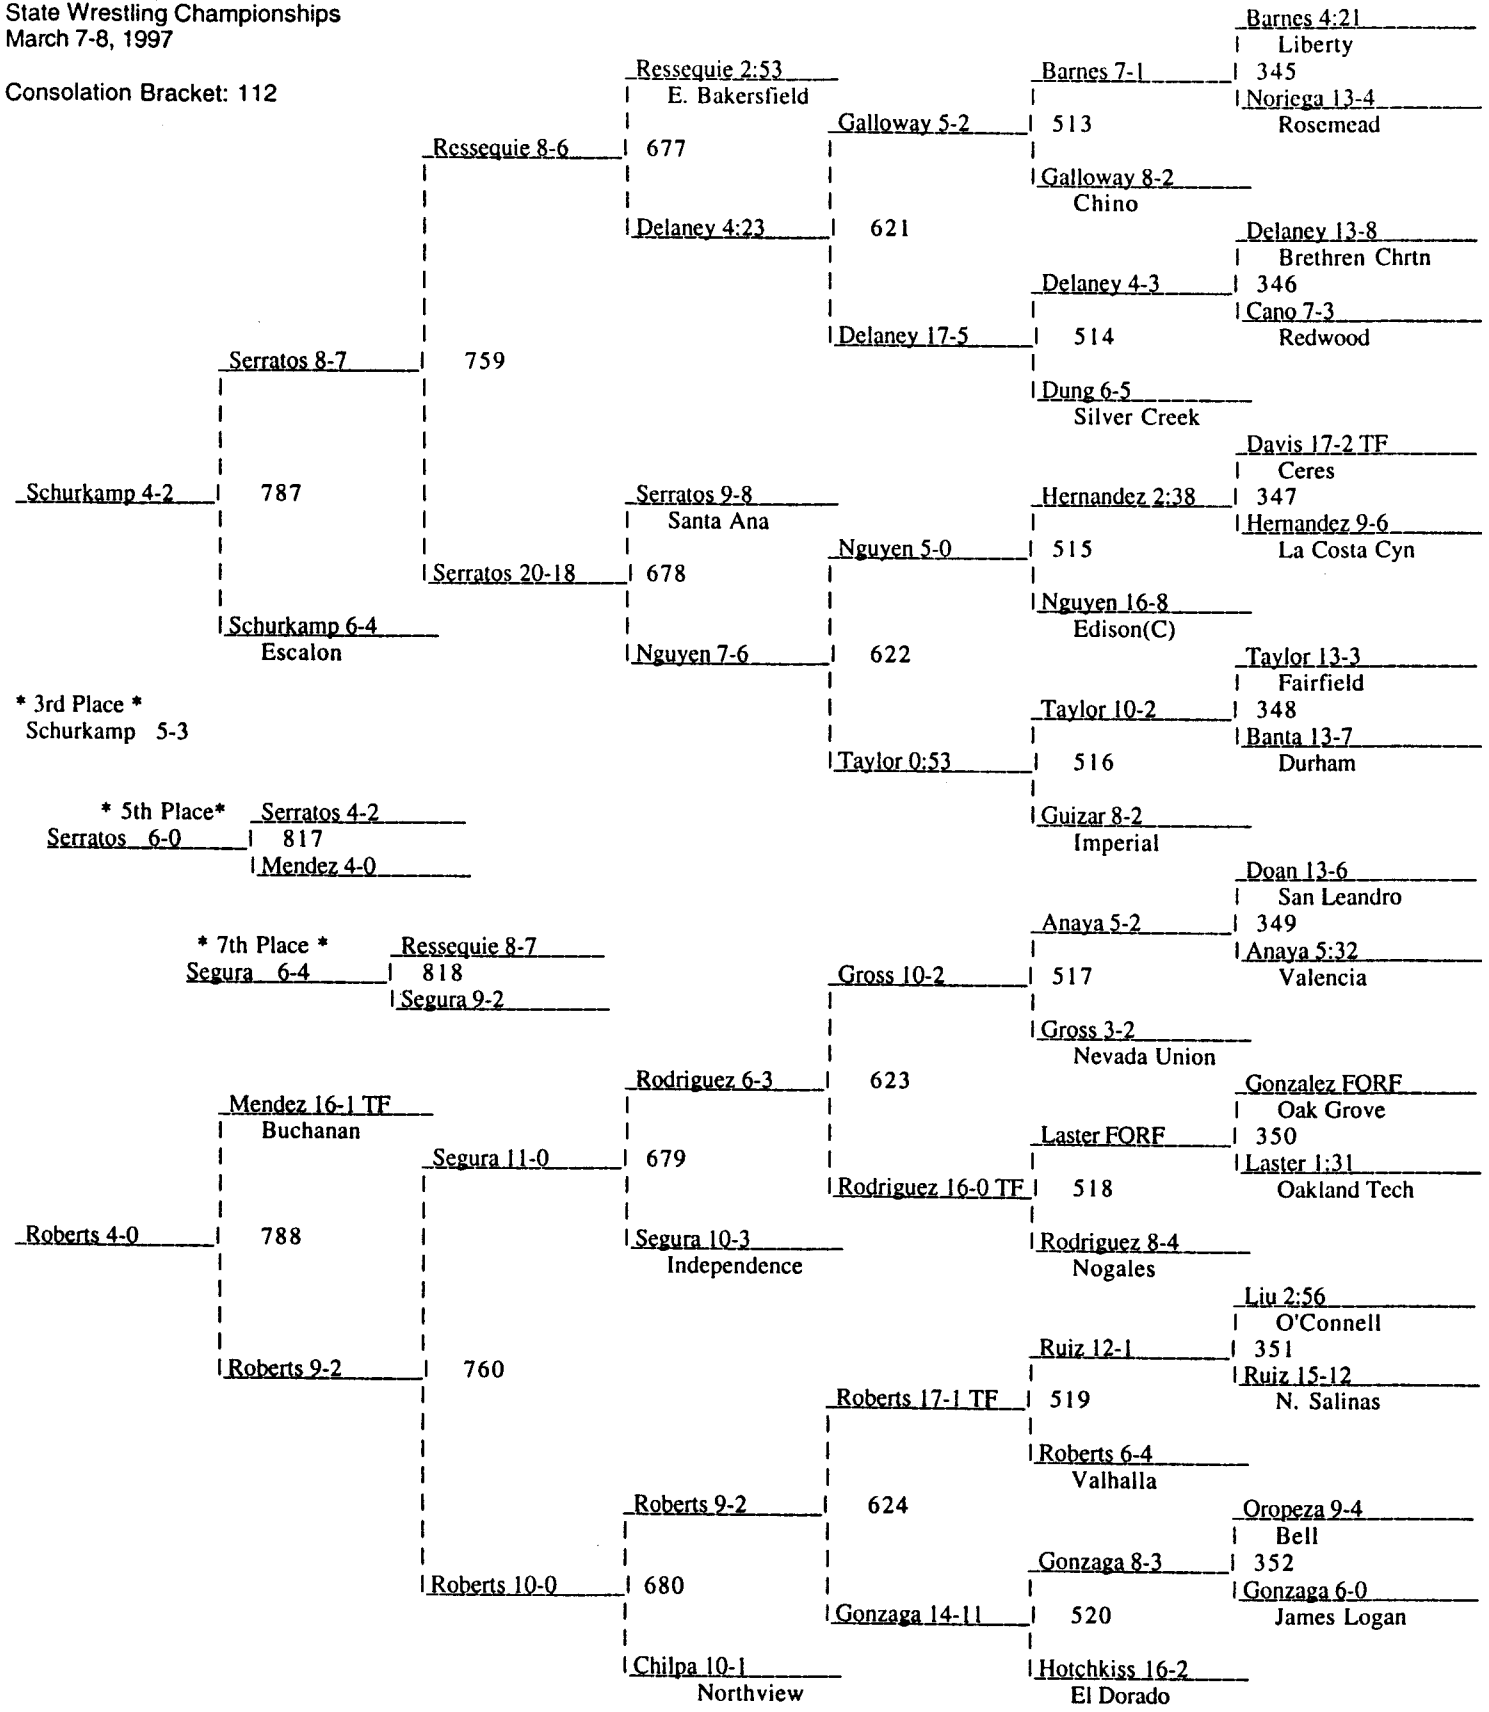 State Wrestling Championships
March 7-8, 1997
Consolation Bracket: 112
Barnes 4:21
Liberty
345
Noriega 13-4
Rosemead
Barnes 7-1
513
Galloway 8-2
Chino
Delaney 13-8
Brethren Chrtn
346
Cano 7-3
Redwood
Delaney 4-3
514
Dung 6-5
Silver Creek
Davis 17-2 TF
Ceres
347
Hernandez 9-6
La Costa Cyn
Hernandez 2:38
515
Nguyen 16-8
Edison(C)
Taylor 13-3
Fairfield
348
Banta 13-7
Durham
Taylor 10-2
516
Guizar 8-2
Imperial
Galloway 5-2
621
Delaney 17-5
Nguyen 5-0
622
Taylor 0:53
Ressequie 2:53
E. Bakersfield
677
Delaney 4:23
Serratos 9-8
Santa Ana
678
Nguyen 7-6
Ressequie 8-6
759
Serratos 20-18
Serratos 8-7
787
Schurkamp 6-4
Escalon
Schurkamp 4-2
* 3rd Place *
Schurkamp 5-3
* 5th Place*
Serratos 6-0
Serratos 4-2
817
Mendez 4-0
* 7th Place *
Segura 6-4
Ressequie 8-7
818
Segura 9-2
Doan 13-6
San Leandro
349
Anaya 5:32
Valencia
Anaya 5-2
517
Gross 3-2
Nevada Union
Gonzalez FORF
Oak Grove
350
Laster 1:31
Oakland Tech
Laster FORF
518
Rodriguez 8-4
Nogales
Liu 2:56
O'Connell
351
Ruiz 15-12
N. Salinas
Ruiz 12-1
519
Roberts 6-4
Valhalla
Oropeza 9-4
Bell
352
Gonzaga 6-0
James Logan
Gonzaga 8-3
520
Hotchkiss 16-2
El Dorado
Gross 10-2
623
Rodriguez 16-0 TF
Roberts 17-1 TF
624
Gonzaga 14-11
Rodriguez 6-3
679
Segura 10-3
Independence
Roberts 9-2
680
Chilpa 10-1
Northview
Segura 11-0
760
Roberts 10-0
Mendez 16-1 TF
Buchanan
788
Roberts 9-2
Roberts 4-0